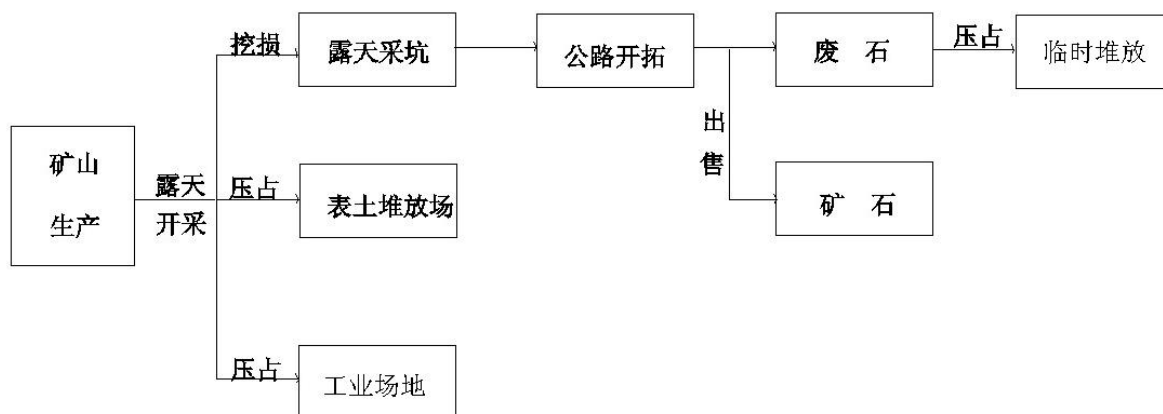 挖损
露天采坑
公路开拓
废 石
压占
临时堆放
出
售
矿山
生产
露天
开采
压占
表土堆放场
矿 石
压占
工业场地